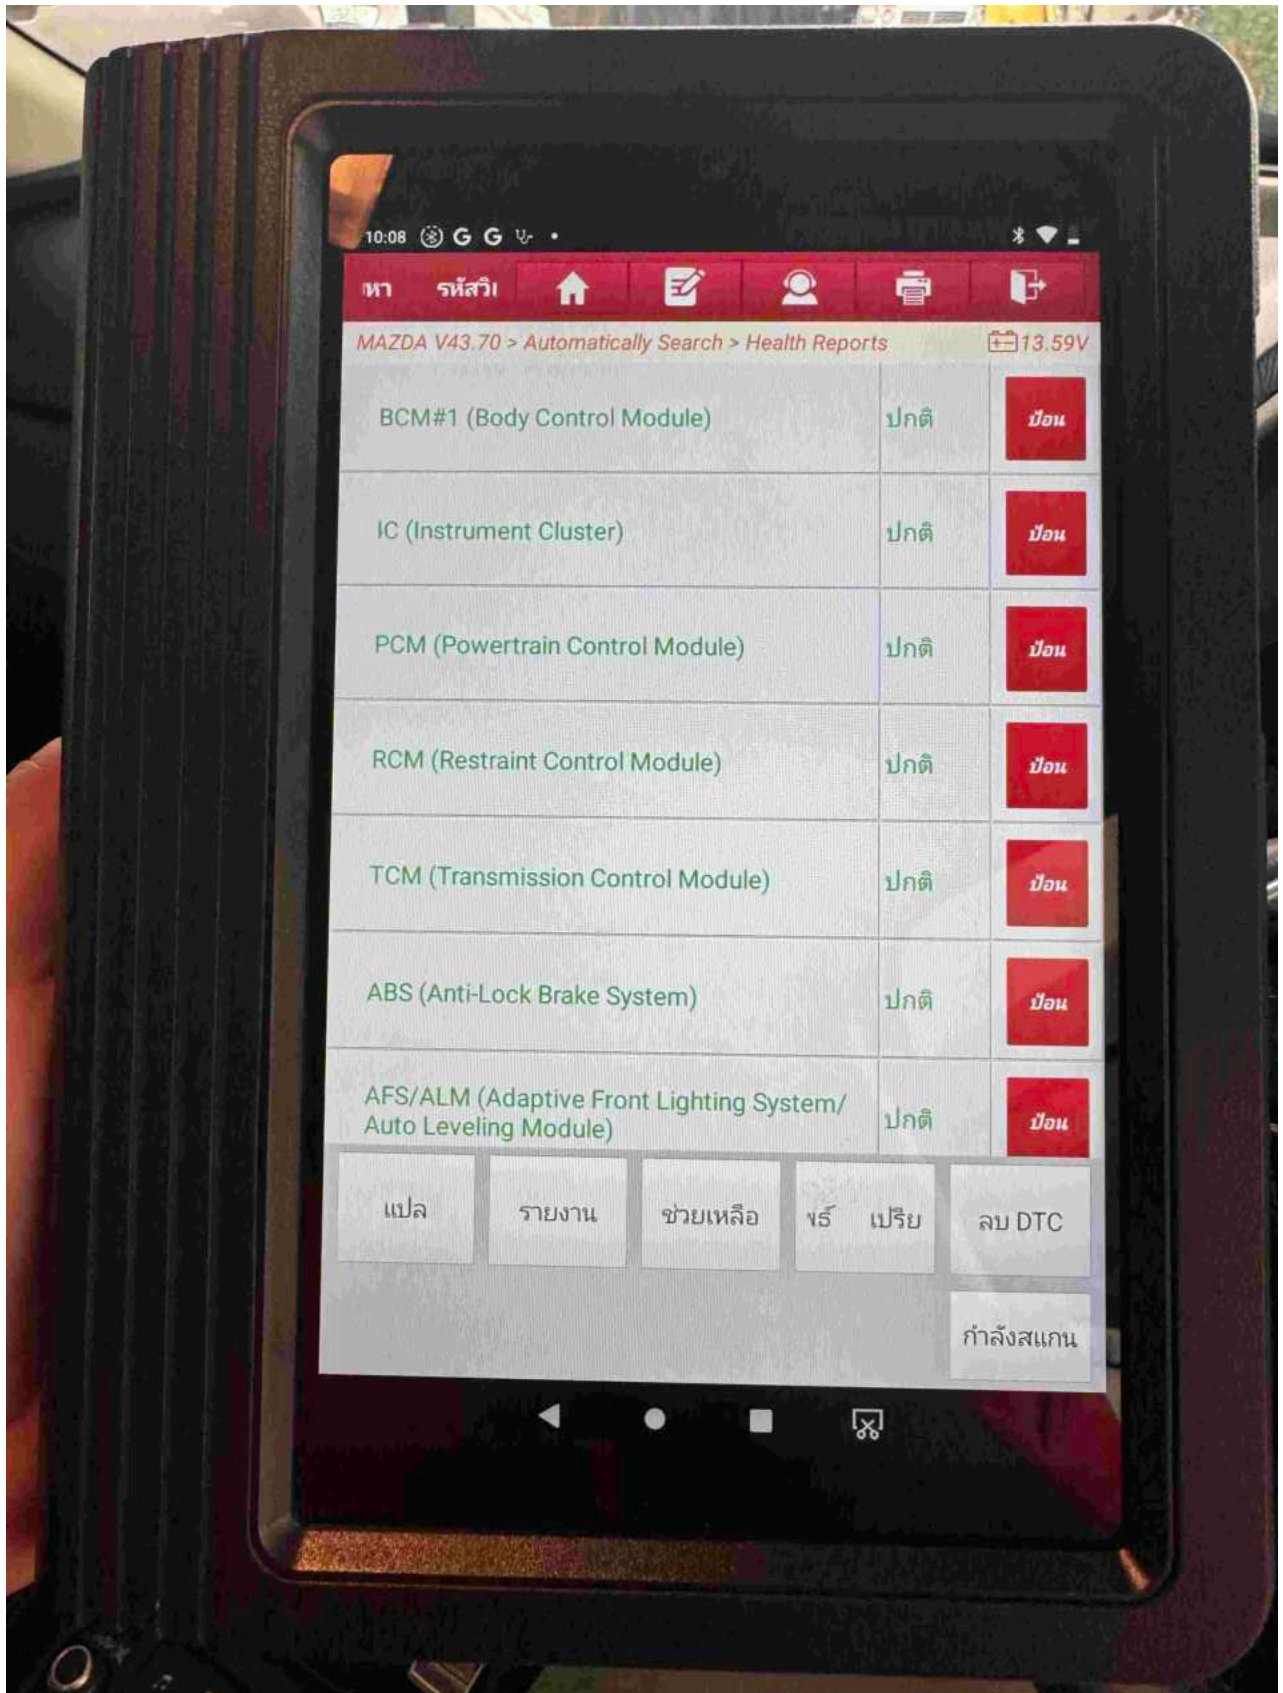 10:08 G G
หา รหัสวิเ
MAZDA V43.70 > Automatically Search > Health Reports 13.59V
BCM#1 (Body Control Module) ปกติ ป้อน
IC (Instrument Cluster) ปกติ ป้อน
PCM (Powertrain Control Module) ปกติ ป้อน
RCM (Restraint Control Module) ปกติ ป้อน
TCM (Transmission Control Module) ปกติ ป้อน
ABS (Anti-Lock Brake System) ปกติ ป้อน
AFS/ALM (Adaptive Front Lighting System/
Auto Leveling Module) ปกติ ป้อน
แปล รายงาน ช่วยเหลือ เปรีย ลบ DTC
กำลังสแกน